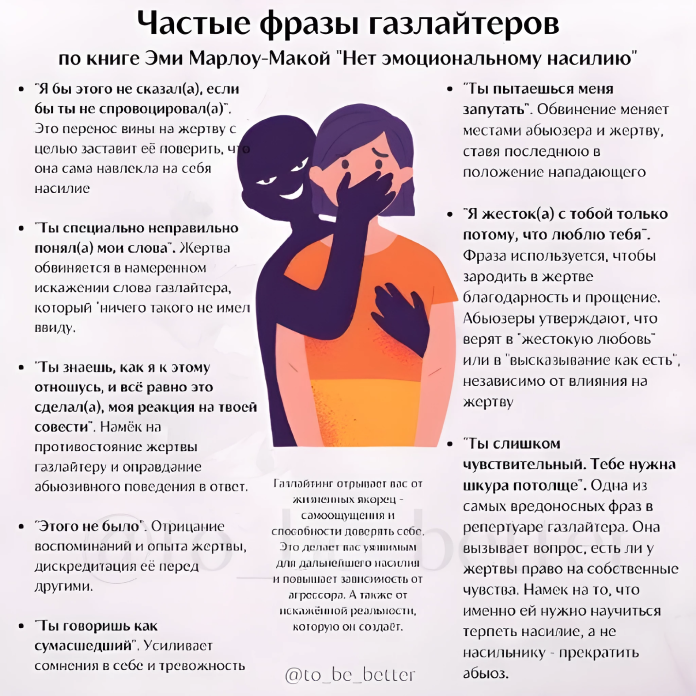 Частые фразы газлайтеров
по книге Эми Марлоу-Макой "Нет эмоциональному насилию"
• "Я бы этого не сказал(а), если
бы ты не спровоцировал(а)".
Это перенос вины на жертву с
целью заставит её поверить, что
она сама навлекла на себя
насилие
• "Ты специально неправильно
понял(а) мои слова". Жертва
обвиняется в намеренном
искажении слова газлайтера,
который "ничего такого не имел
ввиду.
• "Ты знаешь, как я к этому
отношусь, и всё равно это
сделал(а), моя реакция на твоей
совести". Намёк на
противостояние жертвы
газлайтеру и оправдание
абьюзивного поведения в ответ.
• "Этого не было". Отрицание
воспоминаний и опыта жертвы,
дискредитация её перед
другими.
• "Ты говоришь как
сумасшедший". Усиливает
сомнения в себе и тревожность
Газлайтинг отрывает вас от
жизненных якорец -
самоощущения и
способности доверять себе.
Это делает вас уязвимым
для дальнейшего насилия
и повышает зависимость от
агрессора. А также от
искажённой реальности,
которую он создаёт.
@to_be_better
• "Ты пытаешься меня
запутать". Обвинение меняет
местами абьюзера и жертву,
ставя последнюю в
положение нападающего
• "Я жесток(а) с тобой только
потому, что люблю тебя".
Фраза используется, чтобы
зародить в жертве
благодарность и прощение.
Абьюзеры утверждают, что
верят в "жестокую любовь"
или в "высказывание как есть",
независимо от влияния на
жертву
• "Ты слишком
чувствительный. Тебе нужна
шкура потолще". Одна из
самых вредоносных фраз в
репертуаре газлайтера. Она
вызывает вопрос, есть ли у
жертвы право на собственные
чувства. Намек на то, что
именно ей нужно научиться
терпеть насилие, а не
насильнику - прекратить
абьюз.
@to_be_better